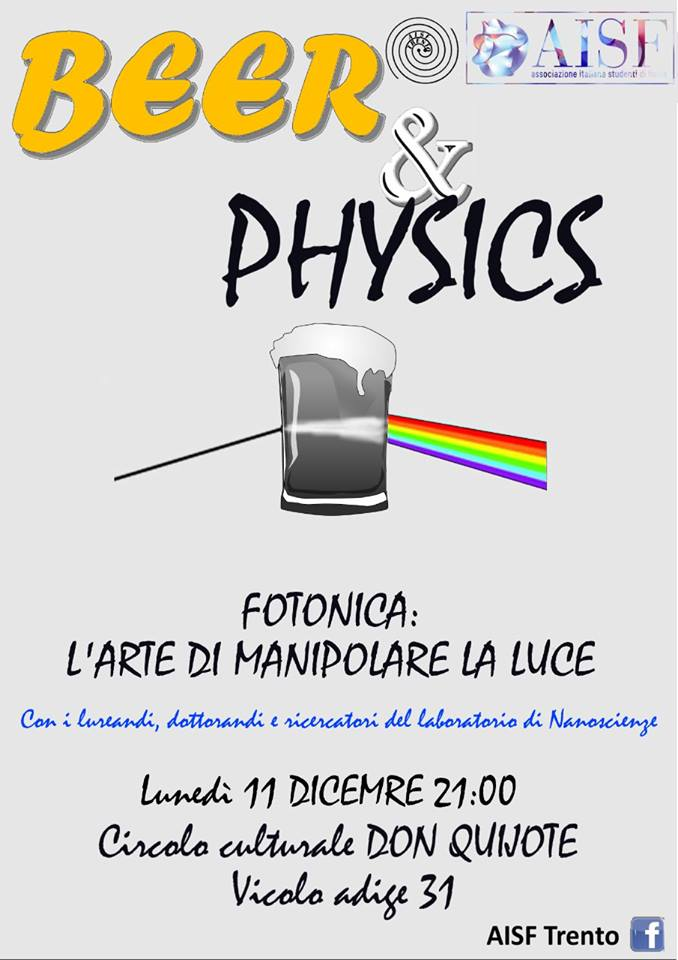 BEER
AISF
associazione italiana studenti di fisica
&
PHYSICS
FOTONICA:
L'ARTE DI MANIPOLARE LA LUCE
Con i lureandi, dottorandi e ricercatori del laboratorio di Nanoscienze
Lunedì 11 DICEMRE 21:00
Circolo culturale DON QUIJOTE
Vicolo adige 31
AISF Trento f